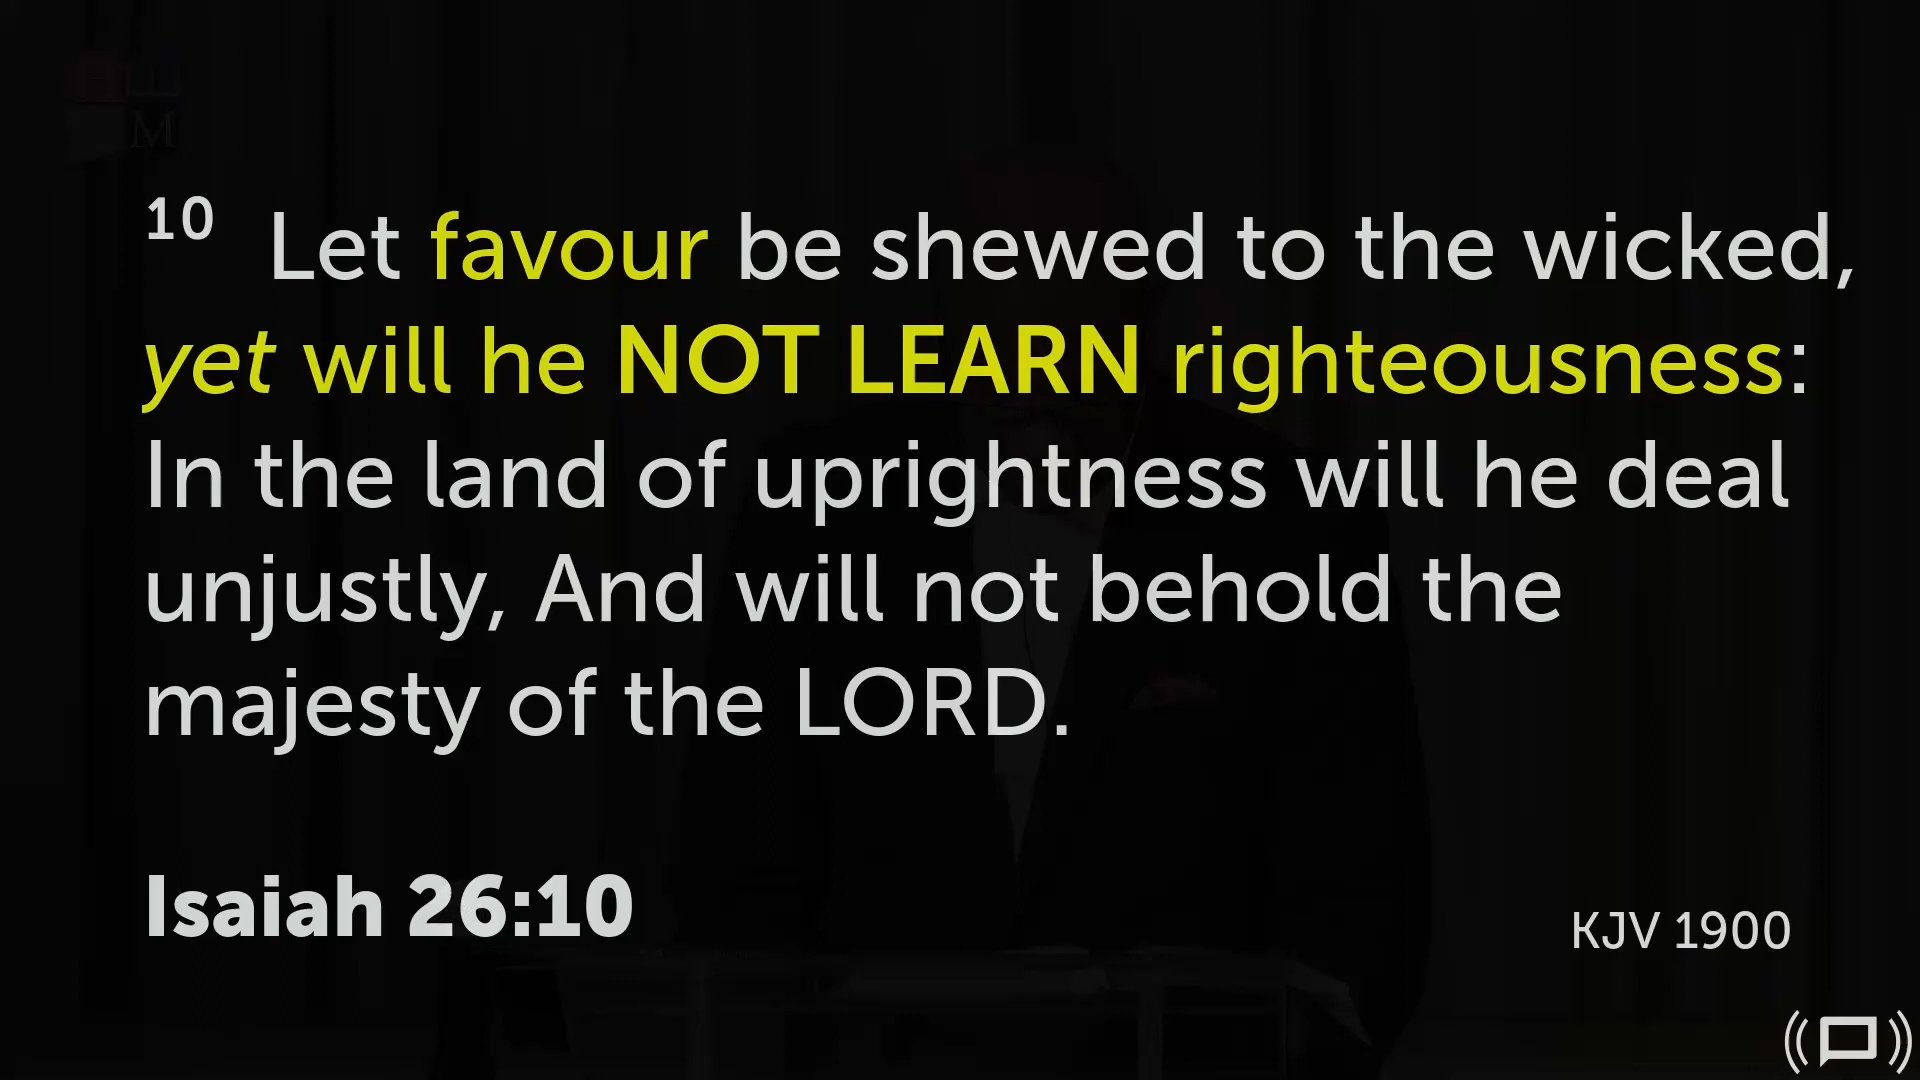 10 Let favour be shewed to the wicked,
yet will he NOT LEARN righteousness:
In the land of uprightness will he deal
unjustly, And will not behold the
majesty of the LORD.
Isaiah 26:10
KJV 1900
M